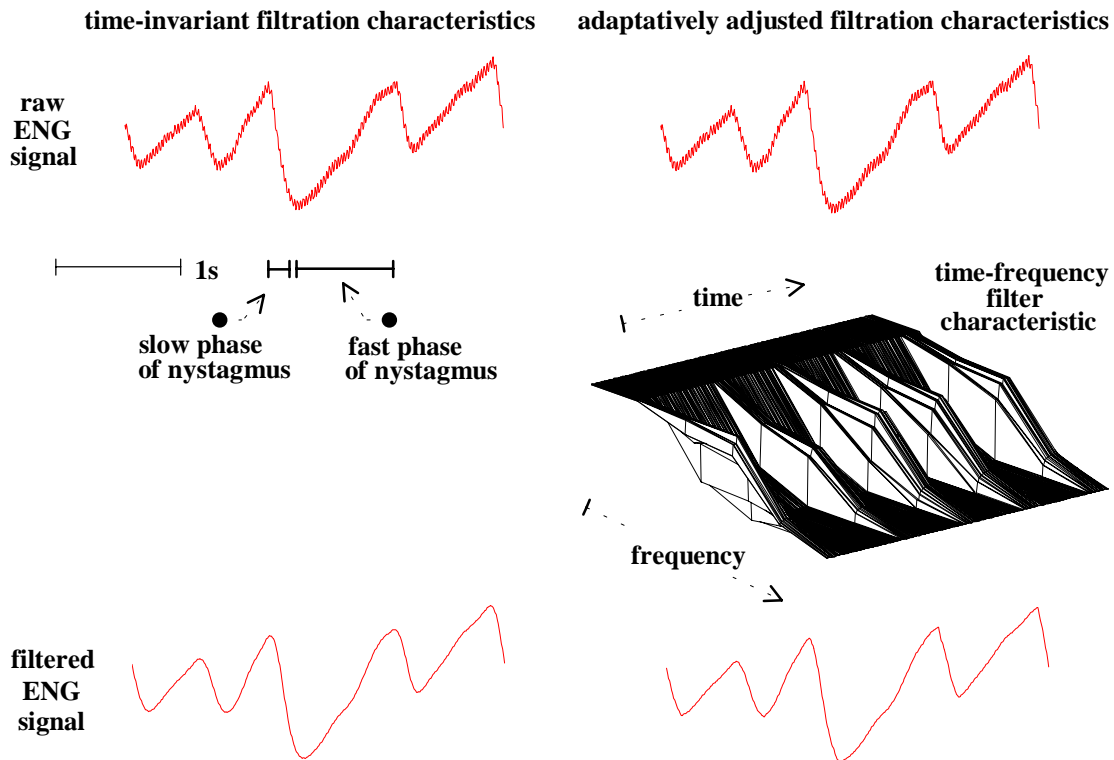 time-invariant filtration characteristics
adaptatively adjusted filtration characteristics
raw
ENG
signal
1s
slow phase
of nystagmus
fast phase
of nystagmus
time
time-frequency
filter
characteristic
frequency
filtered
ENG
signal